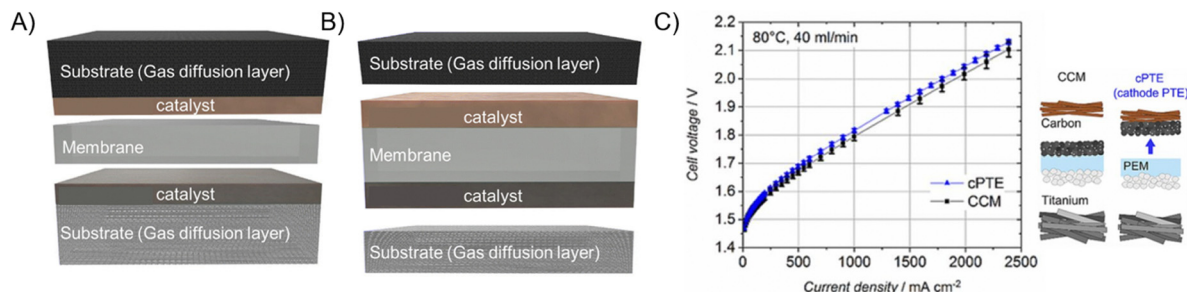 A)
Substrate (Gas diffusion layer)
catalyst
Membrane
catalyst
Substrate (Gas diffusion layer)
B)
Substrate (Gas diffusion layer)
catalyst
Membrane
catalyst
Substrate (Gas diffusion layer)
C)
80°C, 40 ml/min
Cell voltage / V
2.2
2.1
2.0
1.9
1.8
1.7
1.6
1.5
1.4
cPTE
CCM
0
500
1000
1500
2000
2500
Current density / mA cm⁻²
CCM
cPTE
(cathode PTE)
Carbon
PEM
Titanium